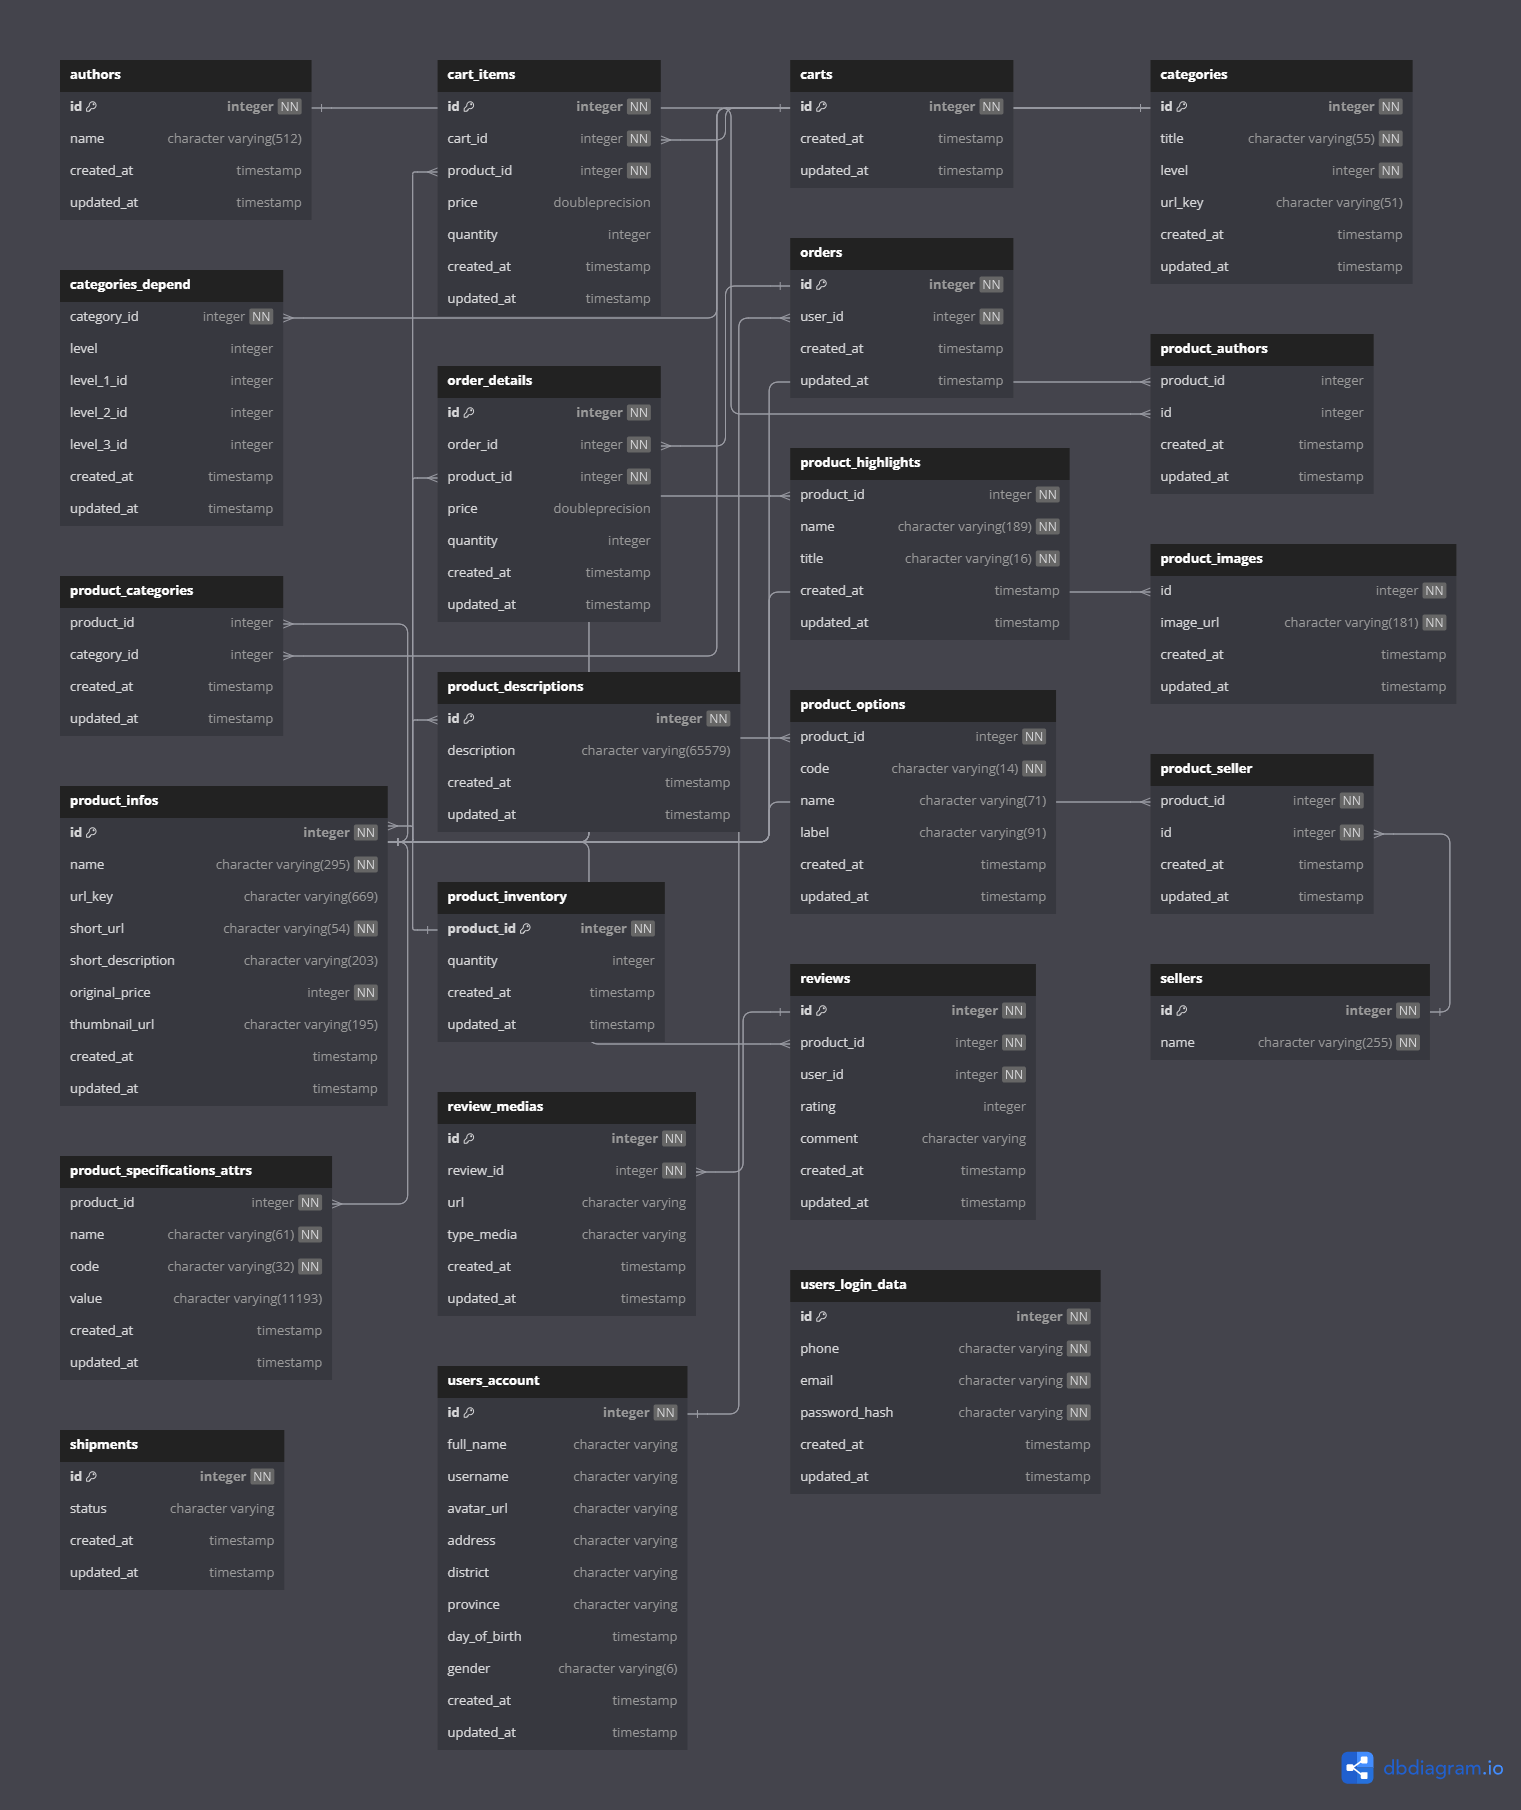 authors
id integer NN
name character varying(512)
created_at timestamp
updated_at timestamp
cart_items
id integer NN
cart_id integer NN
product_id integer NN
price doubleprecision
quantity integer
created_at timestamp
updated_at timestamp
carts
id integer NN
created_at timestamp
updated_at timestamp
categories
id integer NN
title character varying(55) NN
level integer NN
url_key character varying(51)
created_at timestamp
updated_at timestamp
categories_depend
category_id integer NN
level integer
level_1_id integer
level_2_id integer
level_3_id integer
created_at timestamp
updated_at timestamp
order_details
id integer NN
order_id integer NN
product_id integer NN
price doubleprecision
quantity integer
created_at timestamp
updated_at timestamp
orders
id integer NN
user_id integer NN
created_at timestamp
updated_at timestamp
product_authors
product_id integer
id integer
created_at timestamp
updated_at timestamp
product_categories
product_id integer
category_id integer
created_at timestamp
updated_at timestamp
product_descriptions
id integer NN
description character varying(65579)
created_at timestamp
updated_at timestamp
product_highlights
product_id integer NN
name character varying(189) NN
title character varying(16) NN
created_at timestamp
updated_at timestamp
product_images
id integer NN
image_url character varying(181) NN
created_at timestamp
updated_at timestamp
product_infos
id integer NN
name character varying(295) NN
url_key character varying(669)
short_url character varying(54) NN
short_description character varying(203)
original_price integer NN
thumbnail_url character varying(195)
created_at timestamp
updated_at timestamp
product_inventory
product_id integer NN
quantity integer
created_at timestamp
updated_at timestamp
product_options
product_id integer NN
code character varying(14) NN
name character varying(71)
label character varying(91)
created_at timestamp
updated_at timestamp
product_seller
product_id integer NN
id integer NN
created_at timestamp
updated_at timestamp
product_specifications_attrs
product_id integer NN
name character varying(61) NN
code character varying(32) NN
value character varying(11193)
created_at timestamp
updated_at timestamp
review_medias
id integer NN
review_id integer NN
url character varying
type_media character varying
created_at timestamp
updated_at timestamp
reviews
id integer NN
product_id integer NN
user_id integer NN
rating integer
comment character varying
created_at timestamp
updated_at timestamp
sellers
id integer NN
name character varying(255) NN
shipments
id integer NN
status character varying
created_at timestamp
updated_at timestamp
users_account
id integer NN
full_name character varying
username character varying
avatar_url character varying
address character varying
district character varying
province character varying
day_of_birth timestamp
gender character varying(6)
created_at timestamp
updated_at timestamp
users_login_data
id integer NN
phone character varying NN
email character varying NN
password_hash character varying NN
created_at timestamp
updated_at timestamp
dbdiagram.io